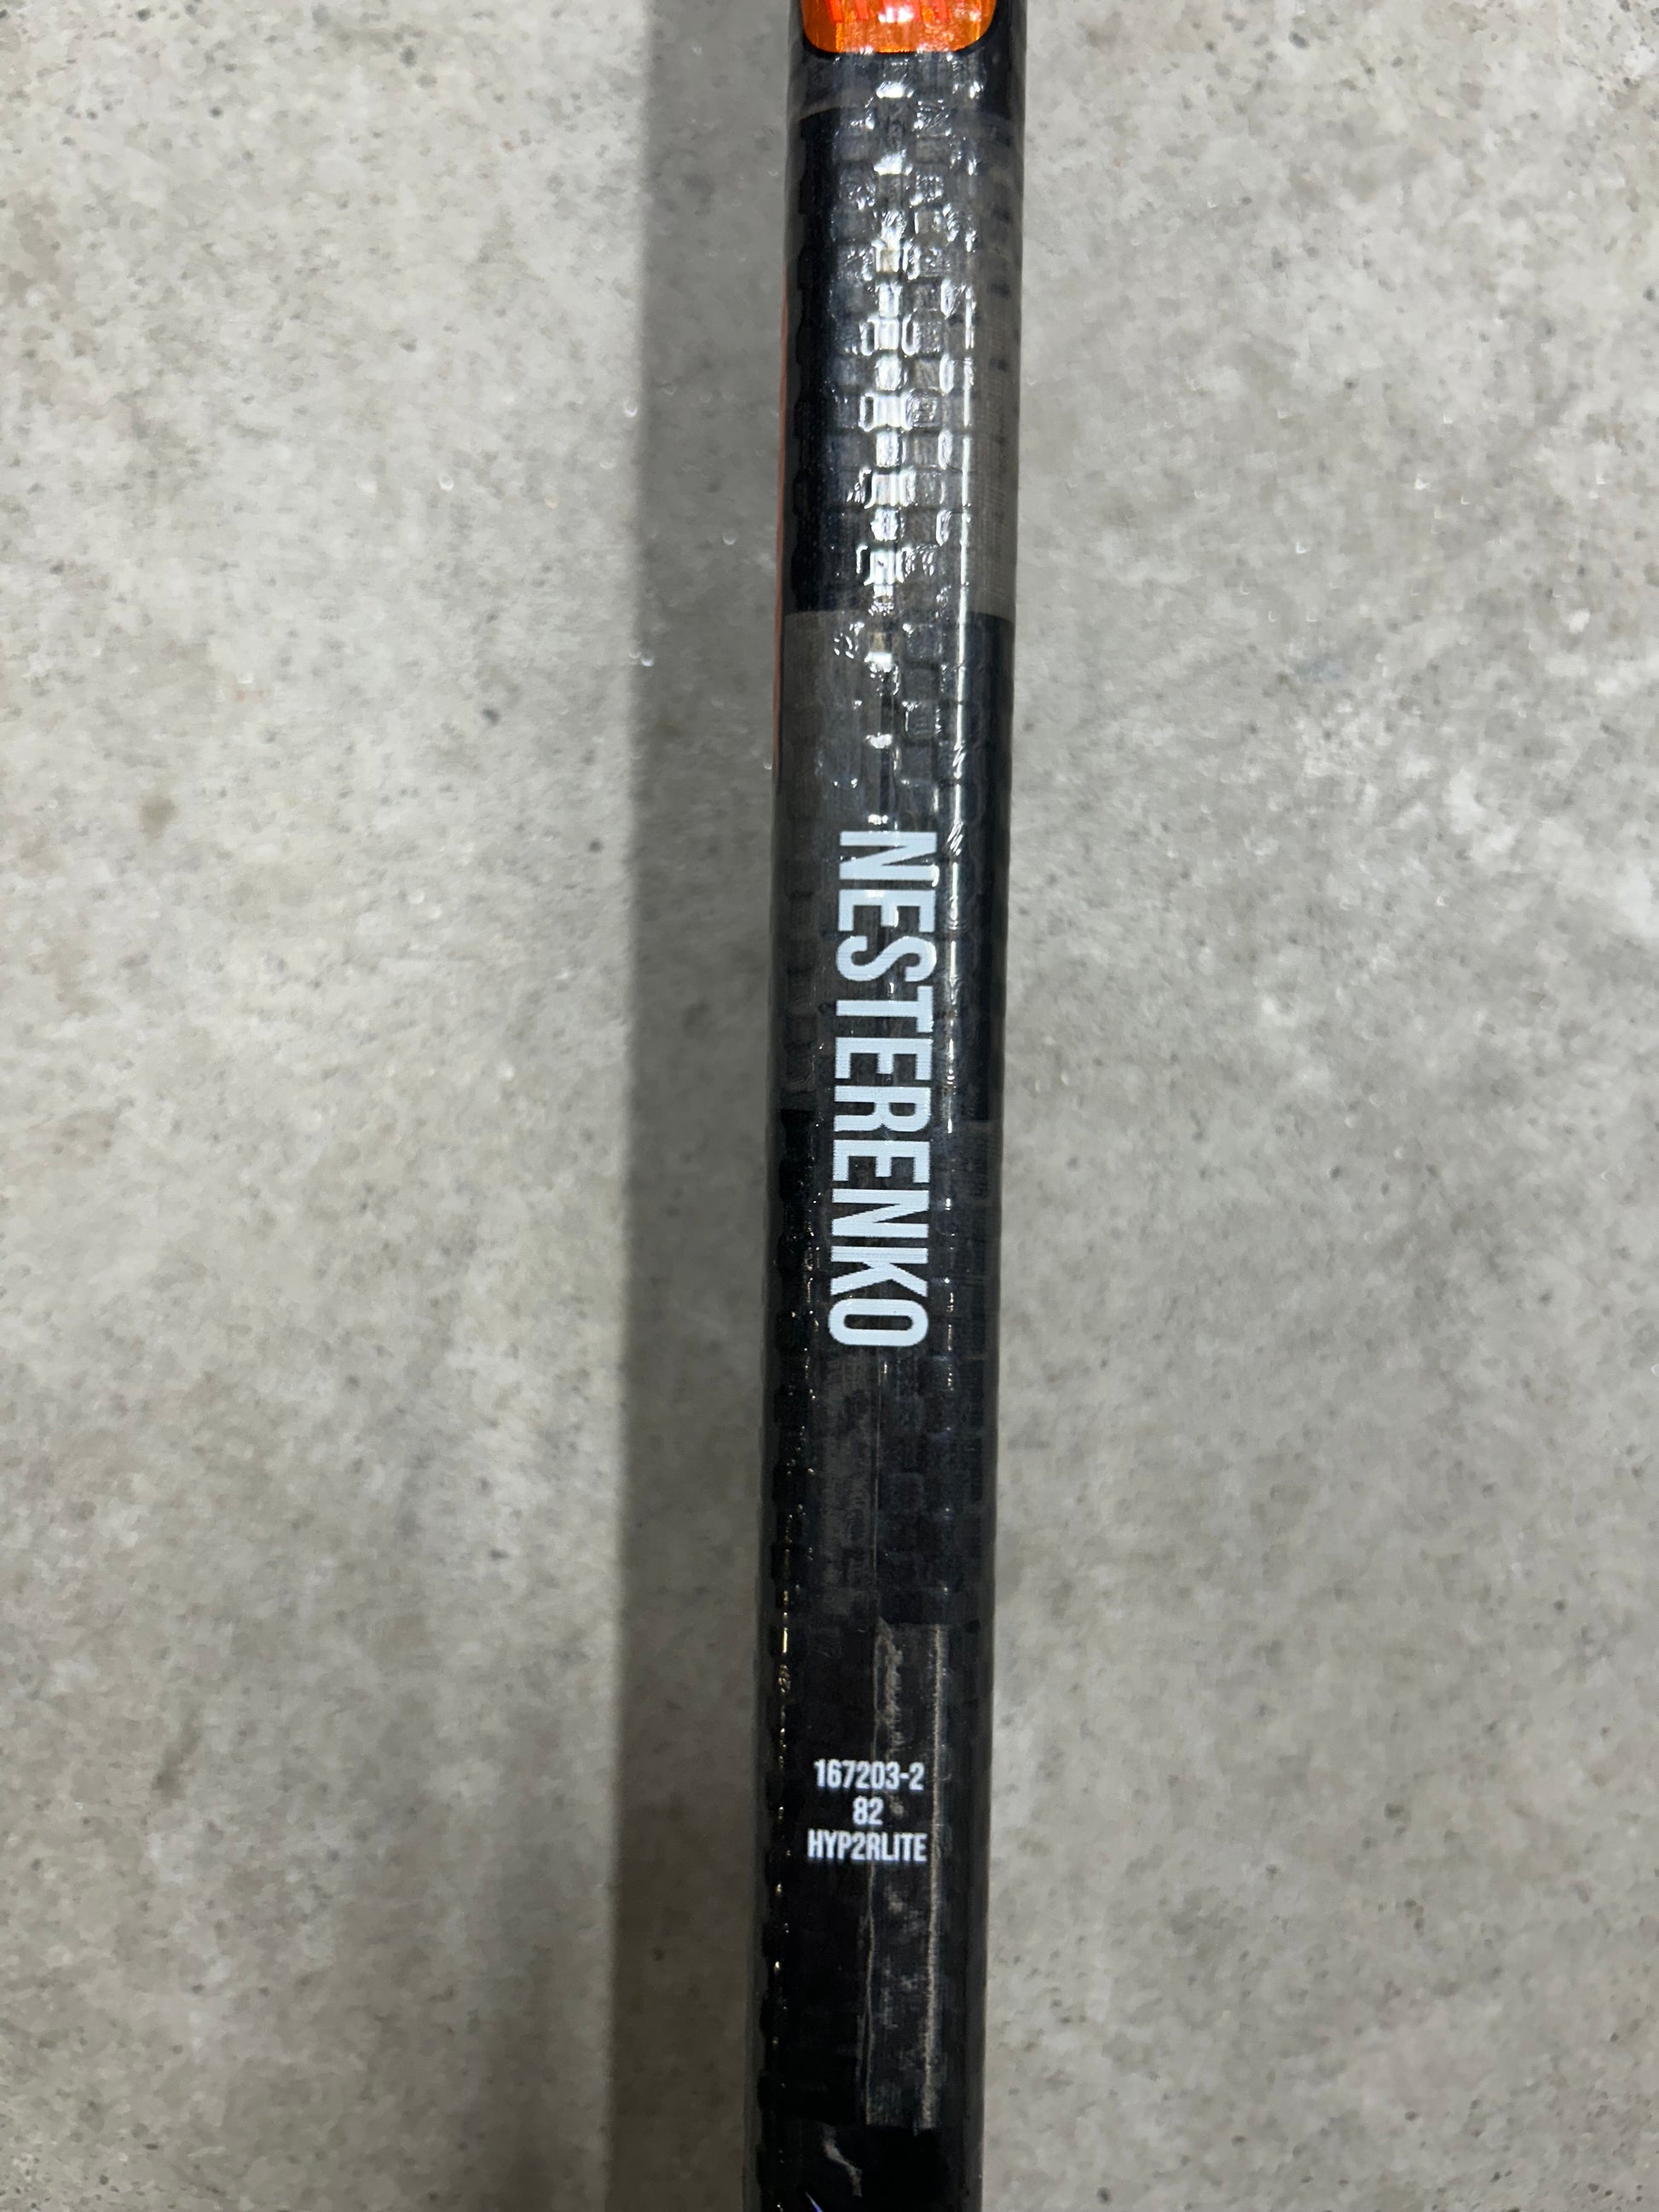 NESTERENKO
167203-2
82
HYP2RLITE